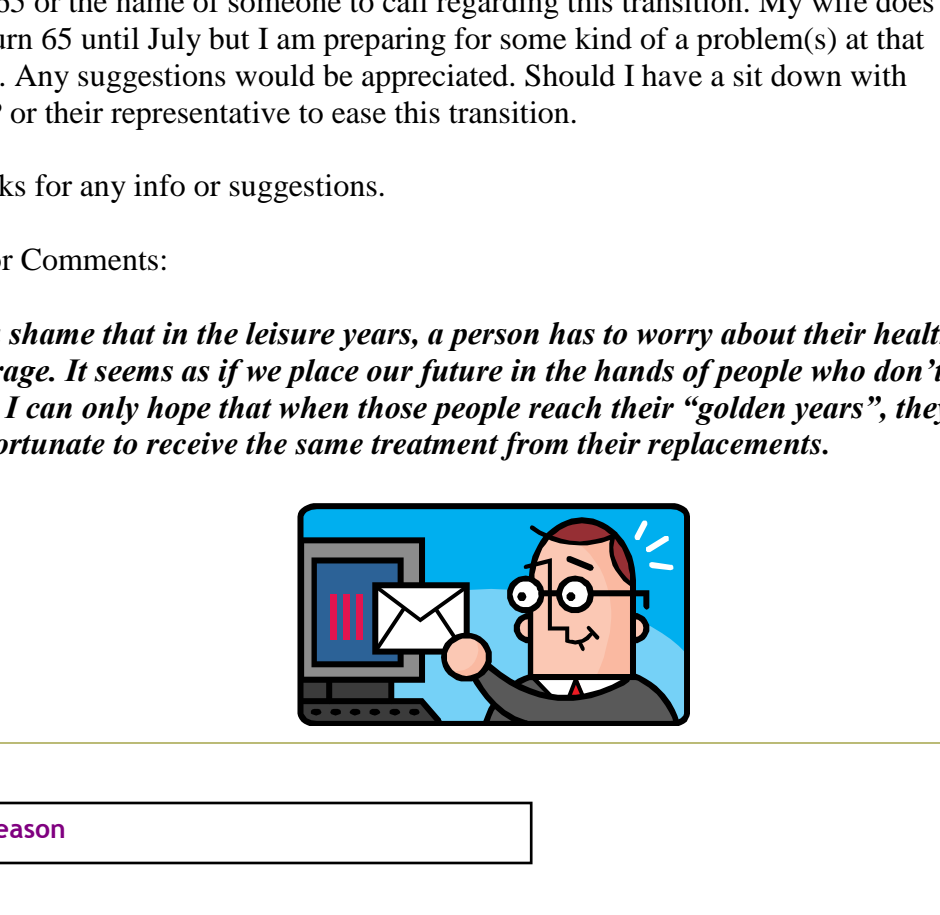 65 or the name of someone to call regarding this transition. My wife does
urn 65 until July but I am preparing for some kind of a problem(s) at that
. Any suggestions would be appreciated. Should I have a sit down with
or their representative to ease this transition.
ks for any info or suggestions.
or Comments:
shame that in the leisure years, a person has to worry about their healt
rage. It seems as if we place our future in the hands of people who don't
I can only hope that when those people reach their “golden years”, they
ortunate to receive the same treatment from their replacements.
eason